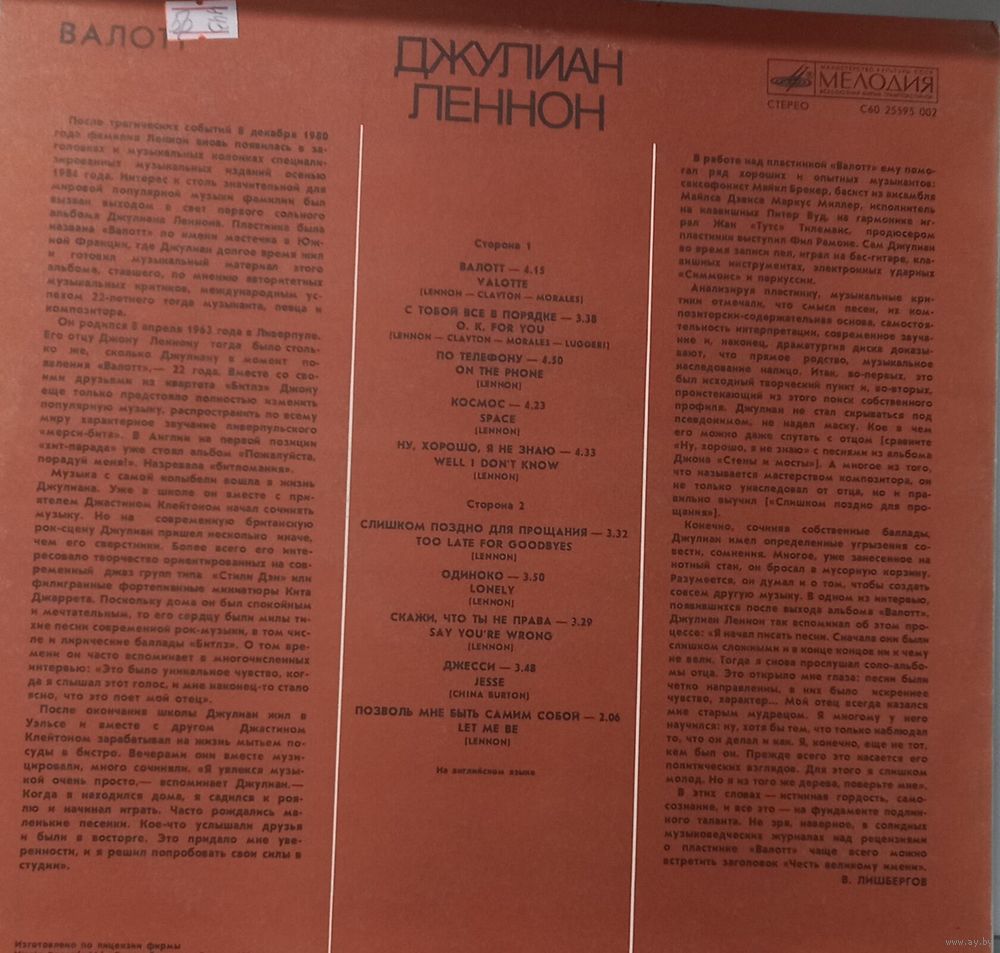 ВАЛОТТ
ДЖУЛИАН
ЛЕННОН
МИНИСТЕРСТВО КУЛЬТУРЫ СССР
МЕЛОДИЯ
СТЕРЕО
С60 25595 002
После трагических событий 8 декабря 1980
года фамилия Леннон вновь появилась в за-
головках и музыкальных колонках специали-
зированных музыкальных изданий осенью
1984 года. Интерес к столь значительной для
мировой популярной музыки фамилии был
вызван выходом в свет первого сольного
альбома Джулиана Леннона. Пластинка была
названа «Валотт» по имени местечка в Юж-
ной Франции, где Джулиан долгое время жил
и готовил музыкальный материал этого
альбома, ставшего, по мнению авторитетных
музыкальных критиков, международным ус-
пехом 22-летнего тогда музыканта, певца и
композитора.
Он родился 8 апреля 1963 года в Ливерпуле.
Его отцу Джону Леннону тогда было столь-
ко же, сколько Джулиану в момент по-
явления «Валотт»,— 22 года. Вместе со сво-
ими друзьями из квартета «Битлз» Джону
еще только предстояло полностью изменить
популярную музыку, распространить по всему
миру характерное звучание ливерпульского
«мерси-бита». В Англии на первой позиции
«хит-парада» уже стоял альбом «Пожалуйста,
порадуй меня!». Назревала «битломания».
Музыка с самой колыбели вошла в жизнь
Джулиана. Уже в школе он вместе с при-
ятелем Джастином Клейтоном начал сочинять
музыку. Но на современную британскую
рок-сцену Джулиан пришел несколько иначе,
чем его сверстники. Более всего его инте-
ресовало творчество ориентированных на сов-
ременный джаз групп типа «Стили Дэн» или
филигранные фортепианные миниатюры Кита
Джаррета. Поскольку дома он был спокойным
и мечтательным, то его сердцу были милы ти-
хие песни современной рок-музыки, в том чис-
ле и лирические баллады «Битлз». О том вре-
мени он часто вспоминает в многочисленных
интервью: «Это было уникальное чувство, ког-
да я слышал этот голос, и мне наконец-то стало
ясно, что это поет мой отец».
После окончания школы Джулиан жил в
Уэльсе и вместе с другом Джастином
Клейтоном зарабатывал на жизнь мытьем по-
суды в бистро. Вечерами они вместе музи-
цировали, много сочиняли. «Я увлекся музы-
кой очень просто,— вспоминает Джулиан.—
Когда я находился дома, я садился к роя-
лю и начинал играть. Часто рождались ма-
ленькие песенки. Кое-что услышали друзья
и были в восторге. Это придало мне уве-
ренности, и я решил попробовать свои силы в
студии».
Изготовлено по лицензии фирмы
Сторона 1
ВАЛОТТ — 4.15
VALOTTE
(LENNON — CLAYTON — MORALES)
С ТОБОЙ ВСЕ В ПОРЯДКЕ — 3.38
O. K. FOR YOU
(LENNON — CLAYTON — MORALES — LUGGERI)
ПО ТЕЛЕФОНУ — 4.50
ON THE PHONE
(LENNON)
КОСМОС — 4.23
SPACE
(LENNON)
НУ, ХОРОШО, Я НЕ ЗНАЮ — 4.33
WELL I DON'T KNOW
(LENNON)
Сторона 2
СЛИШКОМ ПОЗДНО ДЛЯ ПРОЩАНИЯ — 3.32
TOO LATE FOR GOODBYES
(LENNON)
ОДИНОКО — 3.50
LONELY
(LENNON)
СКАЖИ, ЧТО ТЫ НЕ ПРАВА — 3.29
SAY YOU'RE WRONG
(LENNON)
ДЖЕССИ — 3.48
JESSE
(CHINA BURTON)
ПОЗВОЛЬ МНЕ БЫТЬ САМИМ СОБОЙ — 2.06
LET ME BE
(LENNON)
На английском языке
В работе над пластинкой «Валотт» ему помо-
гал ряд хороших и опытных музыкантов:
саксофонист Майкл Брекер, басист из ансамбля
Майлса Дэвиса Маркус Миллер, исполнитель
на клавишных Питер Вуд, на гармонике иг-
рал Жан «Тутс» Тилеманс, продюсером
пластинки выступил Фил Рамоне. Сам Джулиан
во время записи пел, играл на бас-гитаре, кла-
вишных инструментах, электронных ударных
«Симмонс» и перкуссии.
Анализируя пластинку, музыкальные кри-
тики отмечали, что смысл песен, их ком-
позиторски-содержательная основа, самостоя-
тельность интерпретации, современное звуча-
ние и, наконец, драматургия диска доказы-
вают, что прямое родство, музыкальное
наследование налицо. Итак, во-первых, это
был исходный творческий пункт и, во-вторых,
проистекающий из этого поиск собственного
профиля. Джулиан не стал скрываться под
псевдонимом, не надел маску. Кое в чем
его можно даже спутать с отцом [сравните
«Ну, хорошо, я не знаю» с песнями из альбома
Джона «Стены и мосты»]. А многое из того,
что называется мастерством композитора, он
не только унаследовал от отца, но и пра-
вильно выучил [«Слишком поздно для про-
щания»].
Конечно, сочиняя собственные баллады,
Джулиан имел определенные угрызения со-
вести, сомнения. Многое, уже занесенное на
нотный стан, он бросал в мусорную корзину.
Разумеется, он думал и о том, чтобы создать
совсем другую музыку. В одном из интервью,
появившихся после выхода альбома «Валотт»,
Джулиан Леннон так вспоминал об этом про-
цессе: «Я начал писать песни. Сначала они были
слишком сложными и в конце концов ни к чему
не вели. Тогда я снова прослушал соло-альбо-
мы отца. Это открыло мне глаза: песни были
четко направленны, в них было искреннее
чувство, характер... Мой отец всегда казался
мне старым мудрецом. Я многому у него
научился: ну, хотя бы тем, что только наблюдал
то, что он делал и как. Я, конечно, еще не тот,
кем был он. Прежде всего это касается его
политических взглядов. Для этого я слишком
молод. Но я из того же дерева, поверьте мне».
В этих словах — истинная гордость, само-
сознание, и все это — на фундаменте подлин-
ного таланта. Не зря, наверное, в солидных
музыковедческих журналах над рецензиями
о пластинке «Валотт» чаще всего можно
встретить заголовок «Честь великому имени».
В. ЛИШБЕРГОВ
www.ay.by